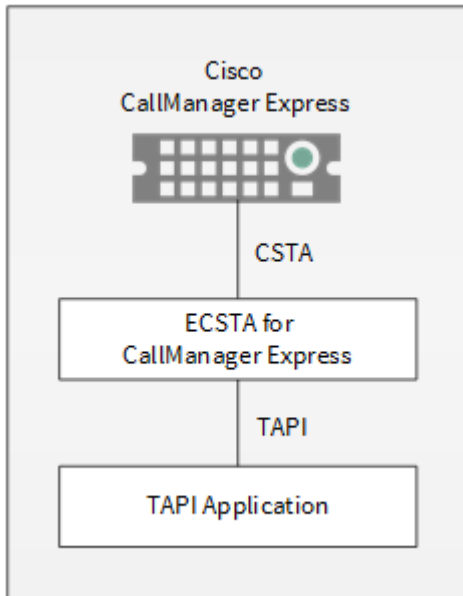 Cisco
CallManager Express
CSTA
ECSTA for
CallManager Express
TAPI
TAPI Application